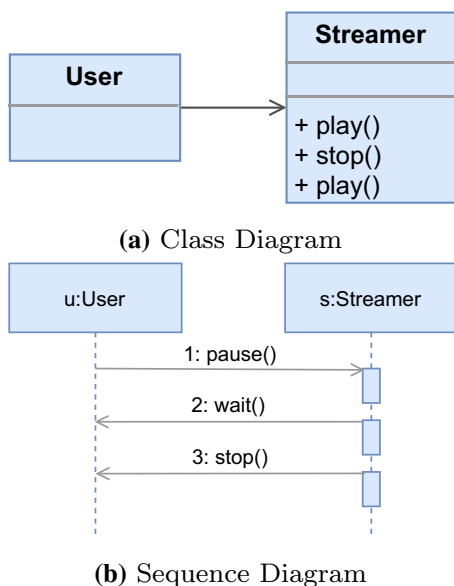 User
Streamer
+ play()
+ stop()
+ play()
(a) Class Diagram
u:User
s:Streamer
1: pause()
2: wait()
3: stop()
(b) Sequence Diagram